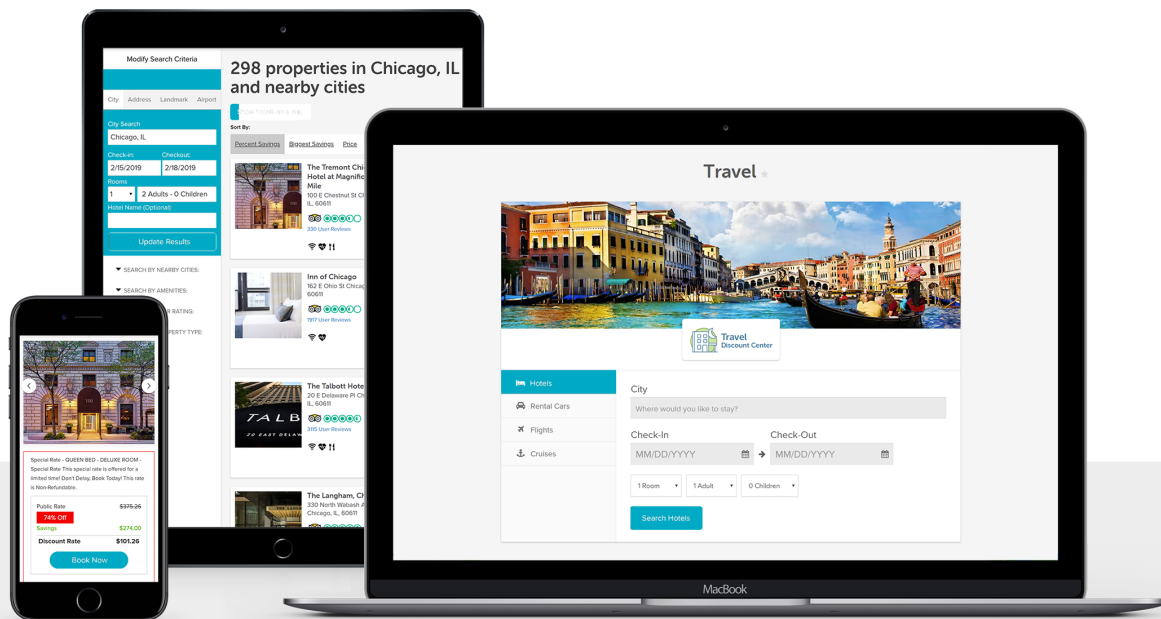 Modify Search Criteria
City Address Landmark Airport
City Search
Chicago, IL
Check-in: Checkout:
2/15/2019 2/18/2019
Rooms
1 2 Adults - 0 Children
Hotel Name (Optional):
Update Results
SEARCH BY NEARBY CITIES:
SEARCH BY AMENITIES:
R RATING:
PERTY TYPE:
298 properties in Chicago, IL
and nearby cities
Sort By:
Percent Savings Biggest Savings Price
The Tremont Chi
Hotel at Magnific
Mile
100 E Chestnut St C
IL, 60611
330 User Reviews
Inn of Chicago
162 E Ohio St Chicag
60611
1917 User Reviews
The Talbott Hote
20 E Delaware Pl Ch
IL, 60611
3115 User Reviews
TALB
20 EAST DELAW
The Langham, Ch
330 North Wabash A
Chicago, IL, 60611
Special Rate - QUEEN BED - DELUXE ROOM -
Special Rate This special rate is offered for a
limited time! Don't Delay, Book Today! This rate
is Non-Refundable.
Public Rate $375.26
74% Off
Savings $274.00
Discount Rate $101.26
Book Now
Travel
Travel
Discount Center
Hotels
Rental Cars
Flights
Cruises
City
Where would you like to stay?
Check-In Check-Out
MM/DD/YYYY MM/DD/YYYY
1 Room 1 Adult 0 Children
Search Hotels
MacBook